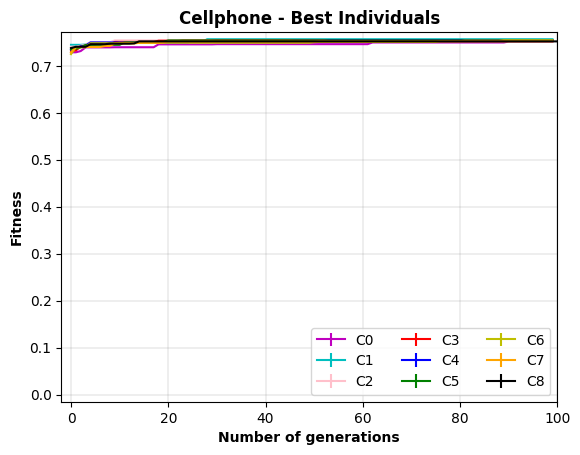 Cellphone - Best Individuals
Fitness
0.7
0.6
0.5
0.4
0.3
0.2
0.1
0.0
C0 C3 C6
C1 C4 C7
C2 C5 C8
0 20 40 60 80 100
Number of generations